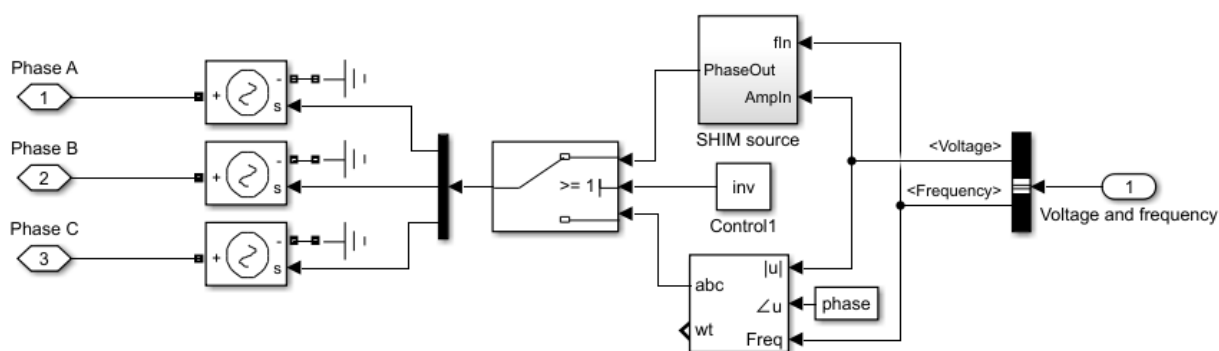 Phase A
1
+
-
s
Phase B
2
+
-
s
Phase C
3
+
-
s
>= 1
fIn
PhaseOut
AmpIn
SHIM source
inv
Control1
|u|
abc
∠u
phase
wt
Freq
<Voltage>
<Frequency>
1
Voltage and frequency